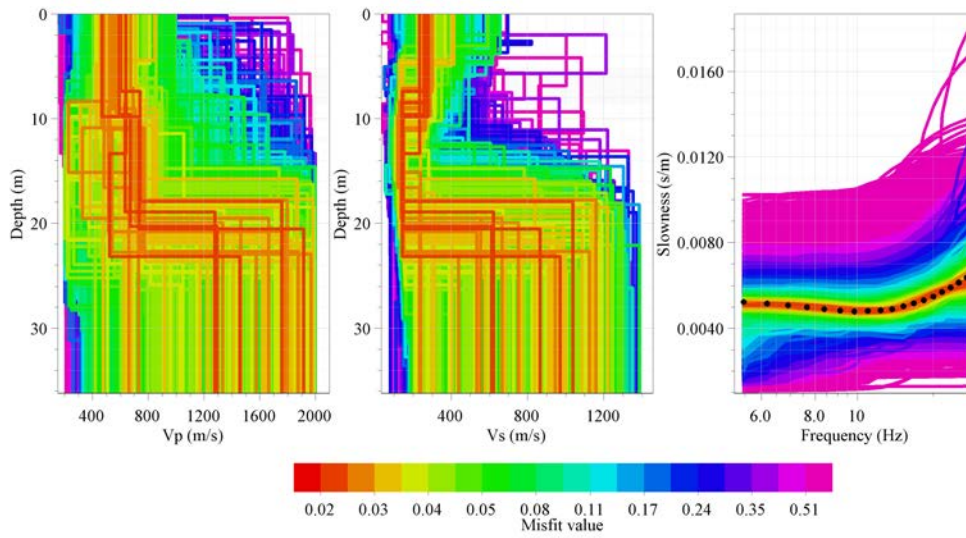 0
10
20
30
Depth (m)
400 800 1200 1600 2000
Vp (m/s)
0
10
20
30
Depth (m)
400 800 1200
Vs (m/s)
0.0160
0.0120
0.0080
0.0040
Slowness (s/m)
6.0 8.0 10
Frequency (Hz)
0.02 0.03 0.04 0.05 0.08 0.11 0.17 0.24 0.35 0.51
Misfit value